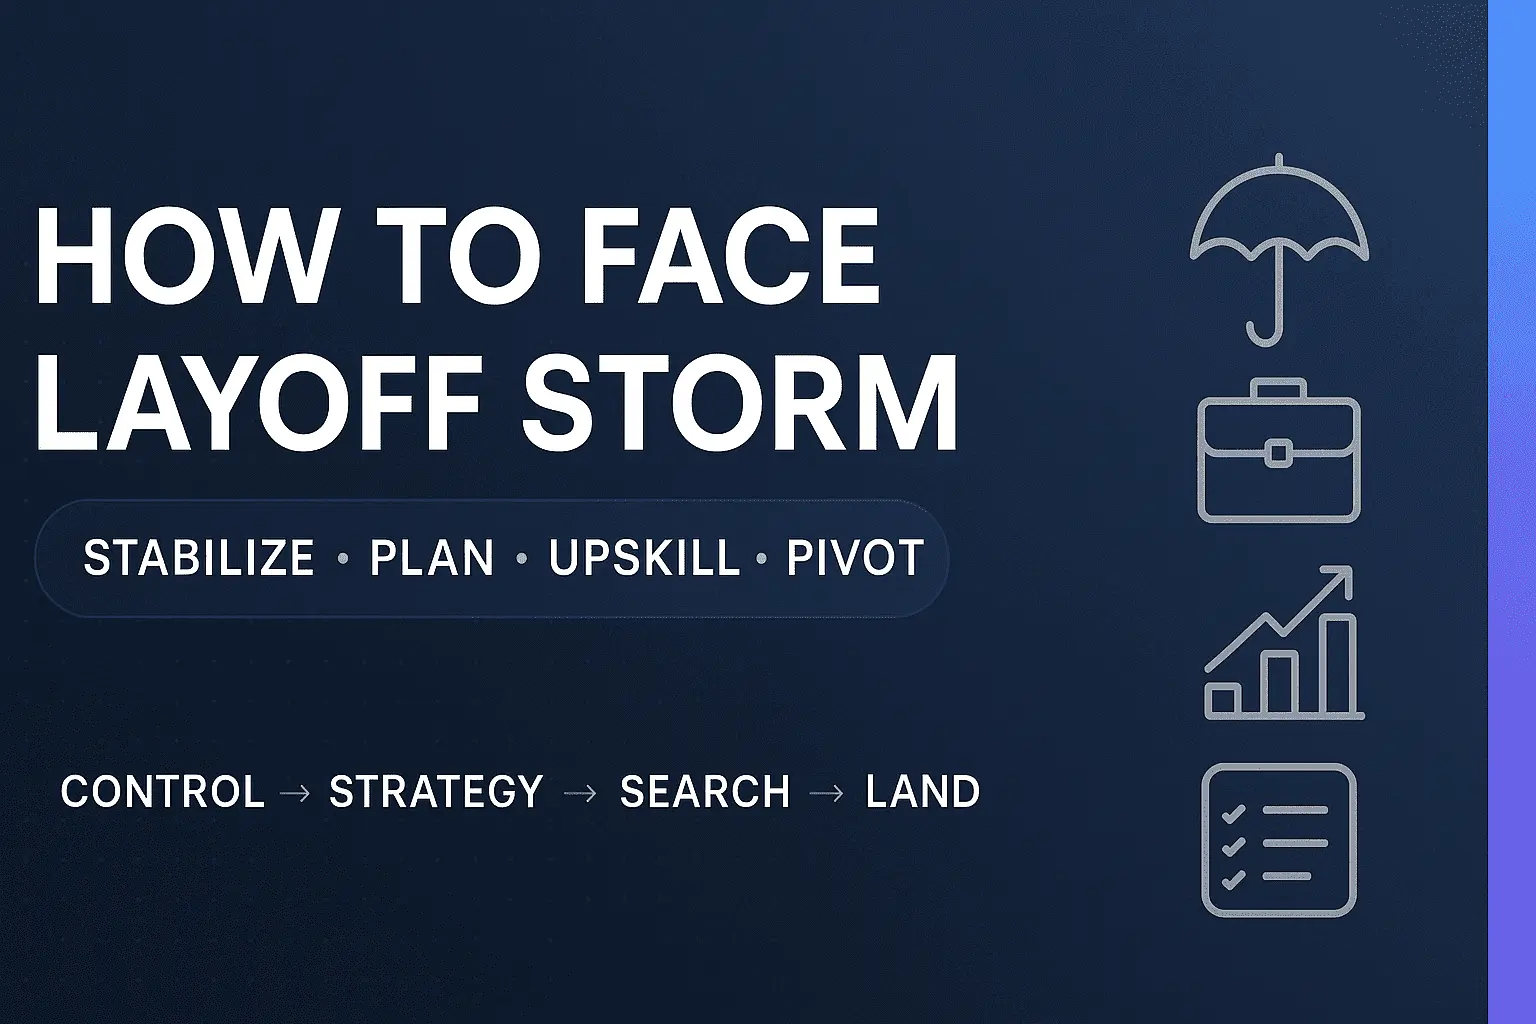 HOW TO FACE
LAYOFF STORM
STABILIZE • PLAN • UPSKILL • PIVOT
CONTROL → STRATEGY → SEARCH → LAND